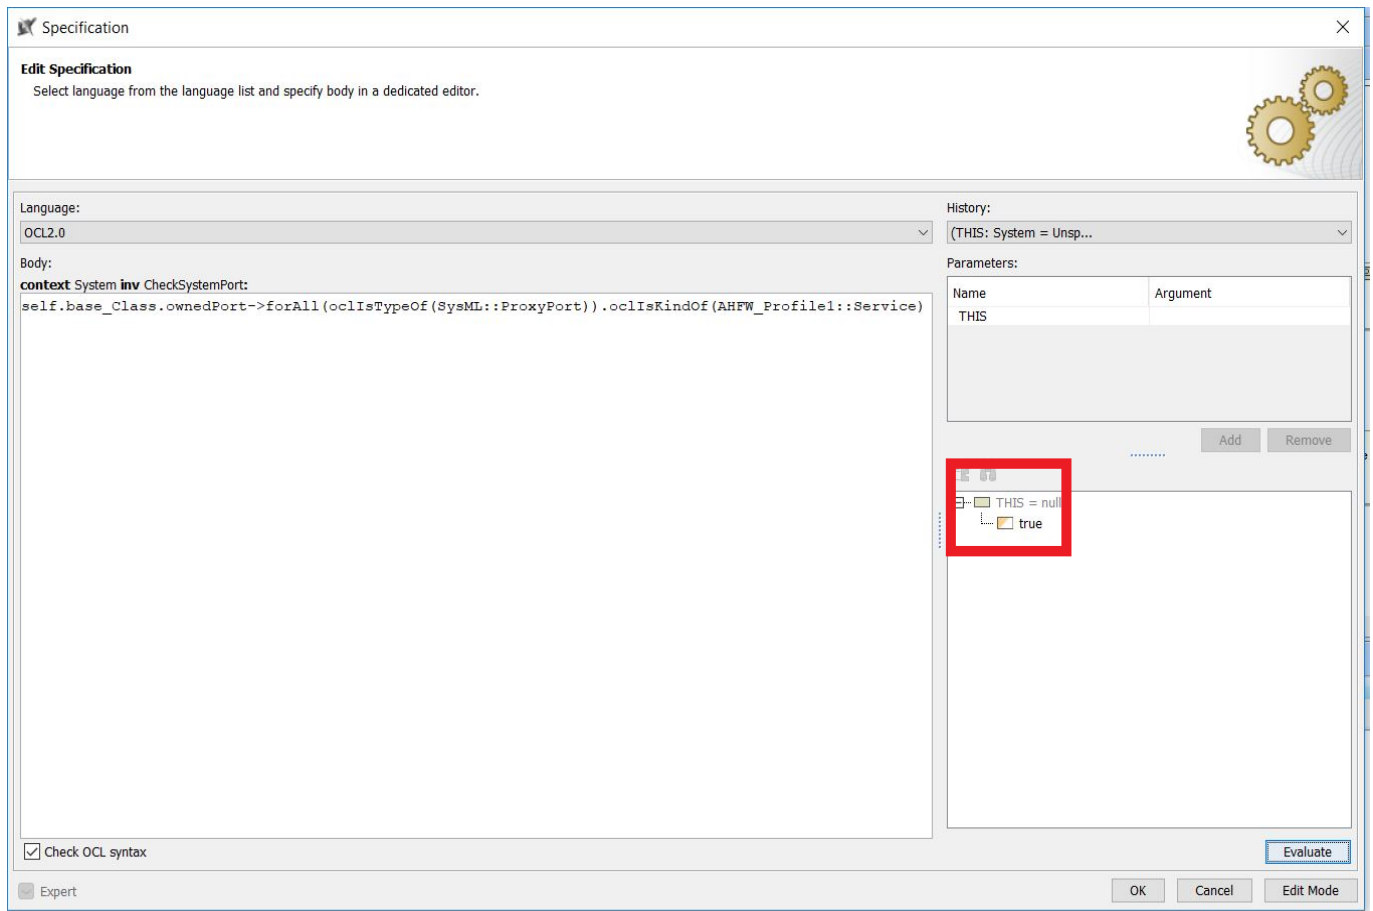 Specification
Edit Specification
Select language from the language list and specify body in a dedicated editor.
Language:
OCL2.0
Body:
context System inv CheckSystemPort:
self.base_Class.ownedPort->forAll(oclIsTypeOf(SysML::ProxyPort)).oclIsKindOf(AHFW_Profile1::Service)
Check OCL syntax
Expert
History:
(THIS: System = Unsp...
Parameters:
Name Argument
THIS
Add Remove
THIS = null
true
Evaluate
OK Cancel Edit Mode